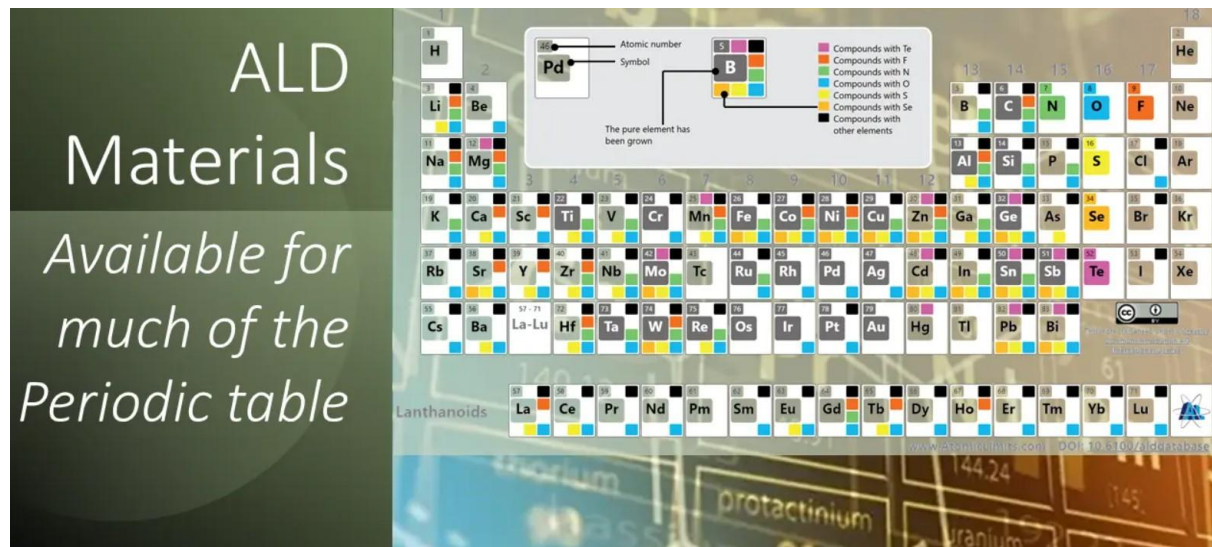 ALD
Materials
Available for
much of the
Periodic table
1 18
2 13 14 15 16 17
3 4 5 6 7 8 9 10 11 12
46
Pd
Atomic number
Symbol
5
B
The pure element has
been grown
Compounds with Te
Compounds with F
Compounds with N
Compounds with O
Compounds with S
Compounds with Se
Compounds with
other elements
H He
Li Be B C N O F Ne
Na Mg Al Si P S Cl Ar
K Ca Sc Ti V Cr Mn Fe Co Ni Cu Zn Ga Ge As Se Br Kr
Rb Sr Y Zr Nb Mo Tc Ru Rh Pd Ag Cd In Sn Sb Te I Xe
57 - 71
Cs Ba La-Lu Hf Ta W Re Os Ir Pt Au Hg Tl Pb Bi
cc BY
Lanthanoids La Ce Pr Nd Pm Sm Eu Gd Tb Dy Ho Er Tm Yb Lu
www.AtomicLimits.com DOI: 10.6100/alddatabase
144.24
[145]
protactinium
uranium